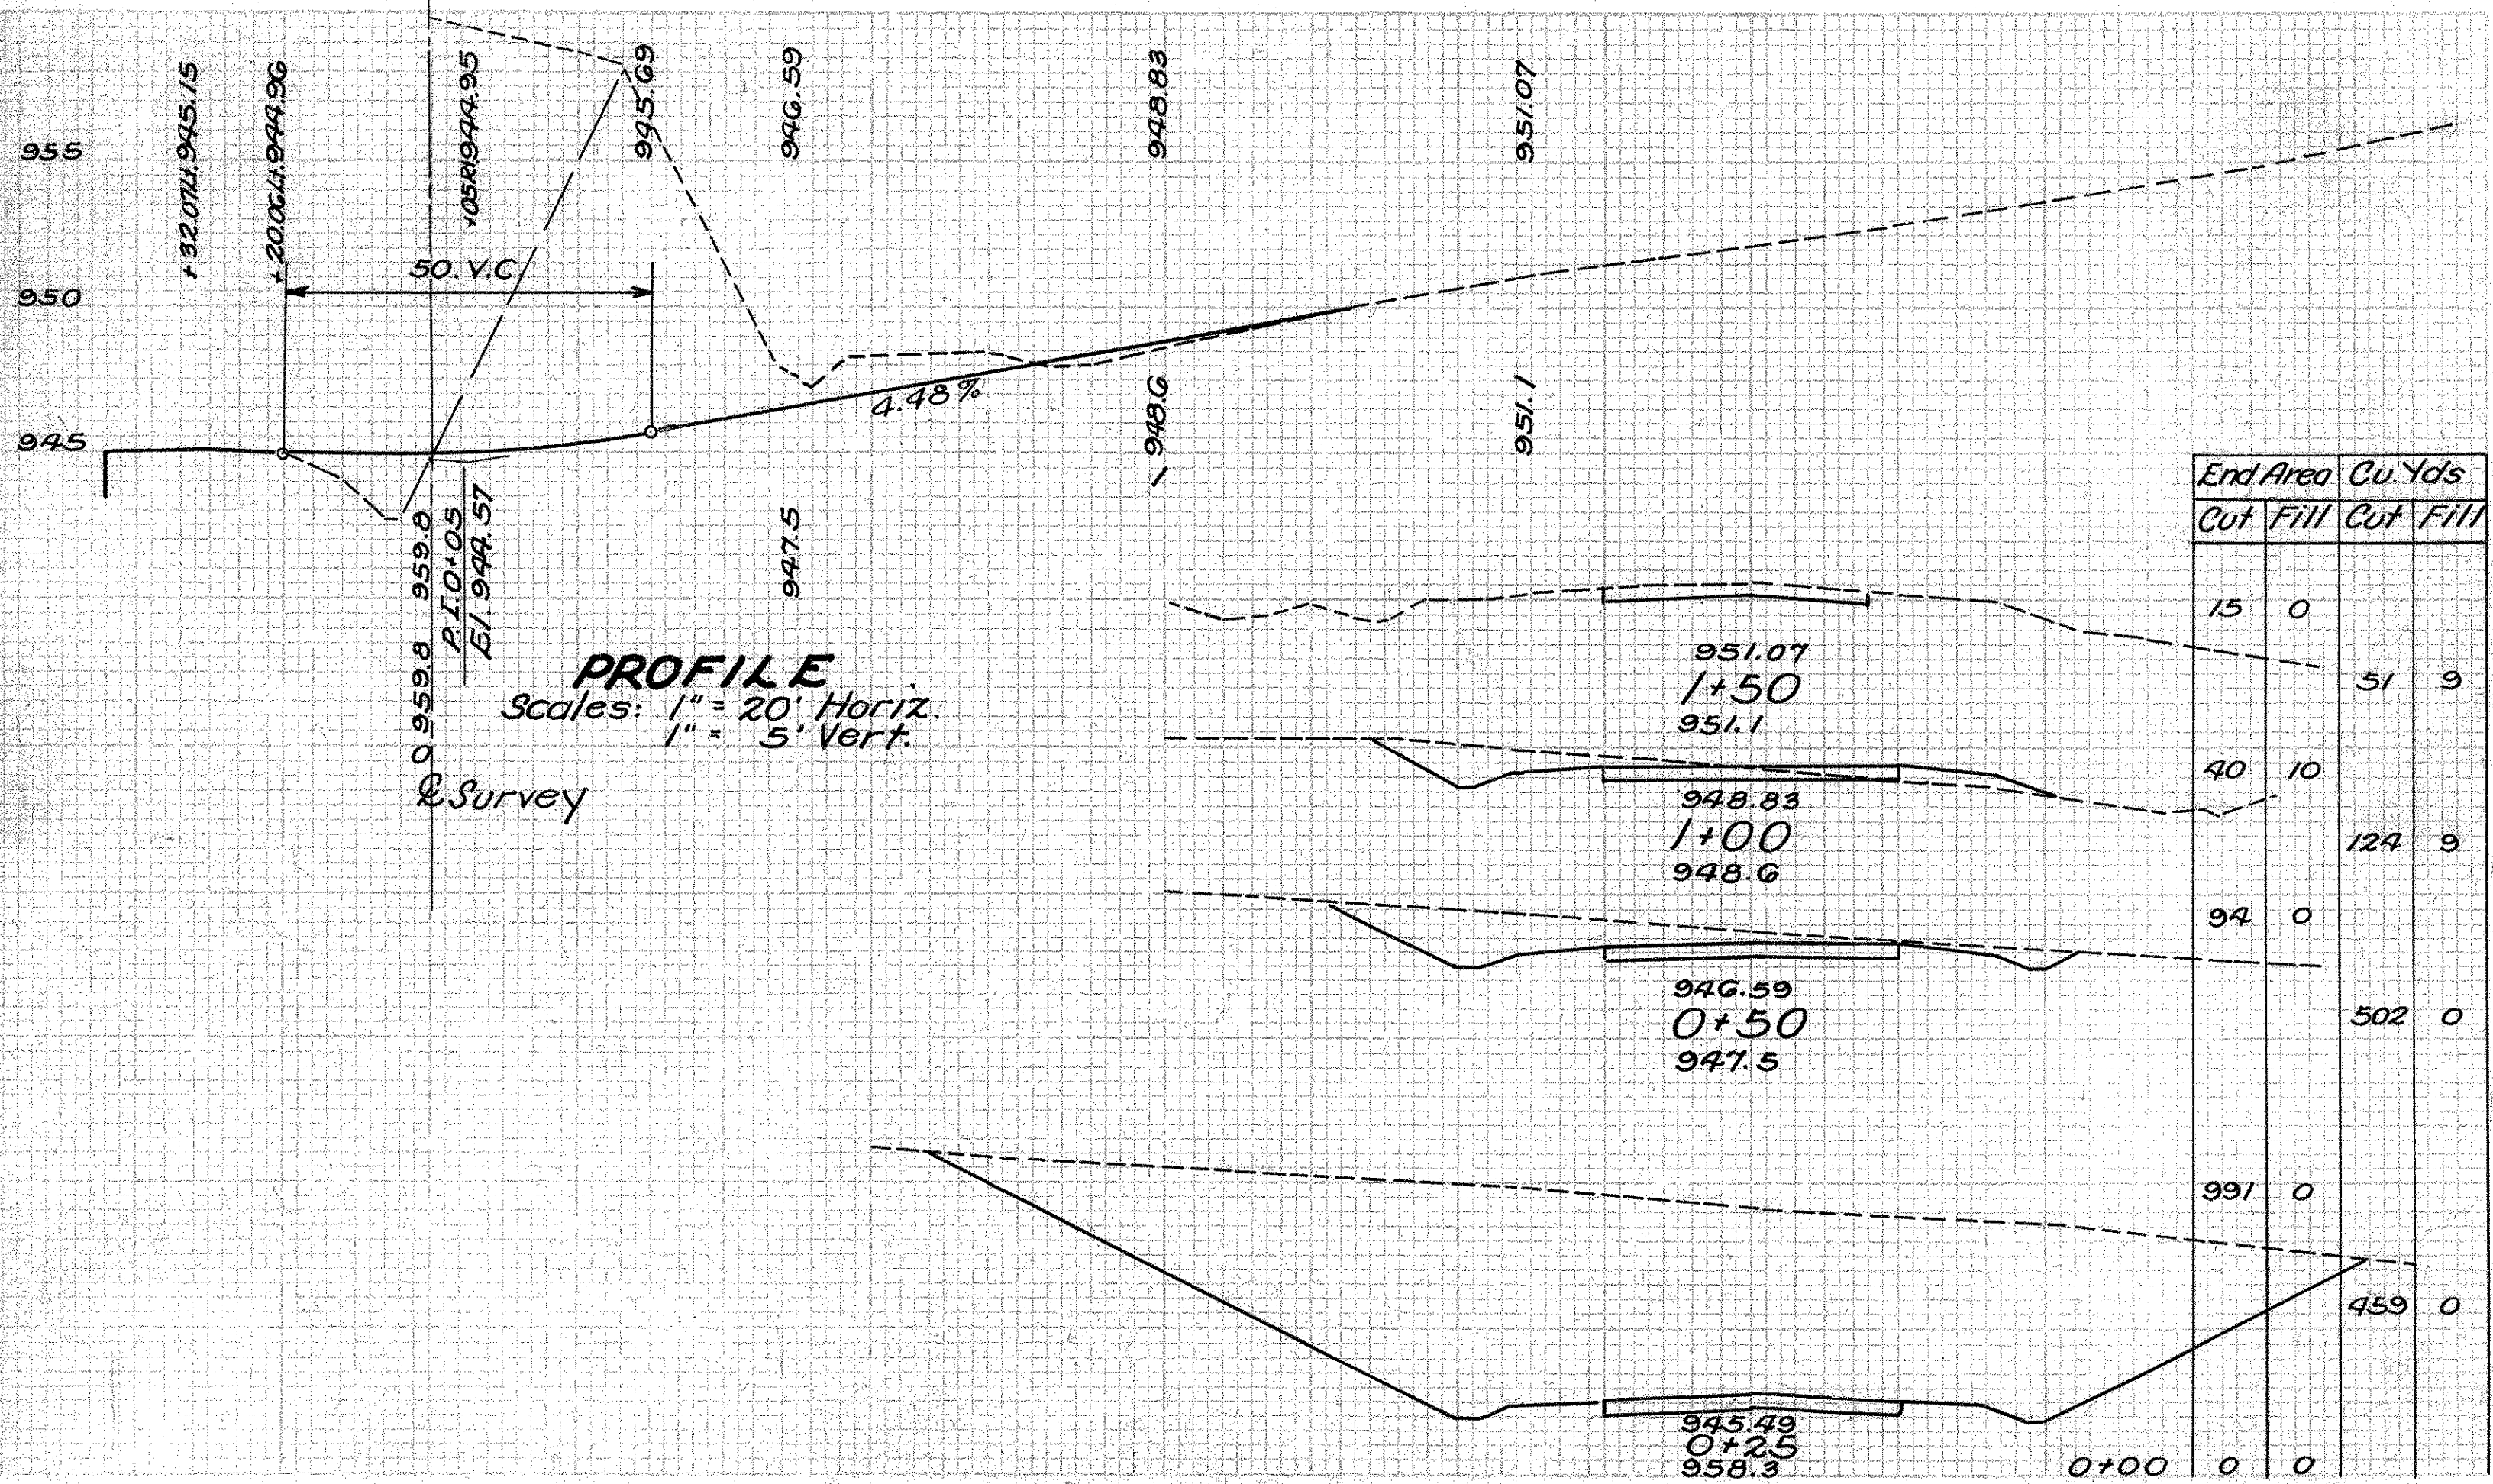 955
950
945
+32.07Lt.945.15
+20.06Lt.944.96
+05Rt.944.95
945.69
946.59
948.83
951.07
50. V.C.
4.48%
948.6
951.1
947.5
959.8
959.8
0
P.I.0+05
El.944.57
PROFILE
Scales: 1" = 20' Horiz.
1" = 5' Vert.
℄ Survey
End Area Cu. Yds
Cut Fill Cut Fill
15 0
951.07
1+50
951.1
51 9
40 10
948.83
1+00
948.6
124 9
94 0
946.59
0+50
947.5
502 0
991 0
459 0
945.49
0+25
958.3
0+00 0 0